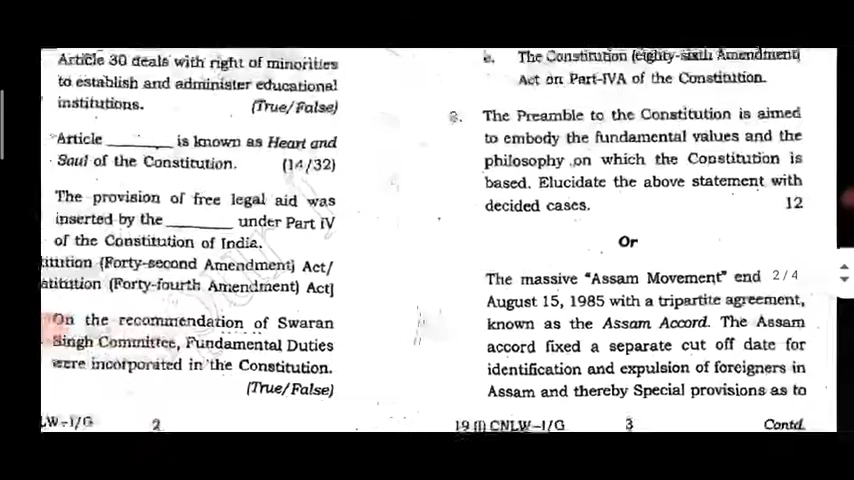 Article 30 deals with right of minorities
to establish and administer educational
institutions. (True/False)
Article ________ is known as Heart and
Saul of the Constitution. (14/32)
The provision of free legal aid was
inserted by the ________ under Part IV
of the Constitution of India.
titution (Forty-second Amendment) Act/
stitution (Forty-fourth Amendment) Act]
On the recommendation of Swaran
Singh Committee, Fundamental Duties
were incorporated in the Constitution.
(True/False)
LW-I/G 2
e. The Constitution (eighty-sixth Amendment)
Act on Part-IVA of the Constitution.
The Preamble to the Constitution is aimed
to embody the fundamental values and the
philosophy on which the Constitution is
based. Elucidate the above statement with
decided cases. 12
Or
The massive "Assam Movement" end 2/4
August 15, 1985 with a tripartite agreement,
known as the Assam Accord. The Assam
accord fixed a separate cut off date for
identification and expulsion of foreigners in
Assam and thereby Special provisions as to
19 (I) CNLW-I/G 3 Contd.